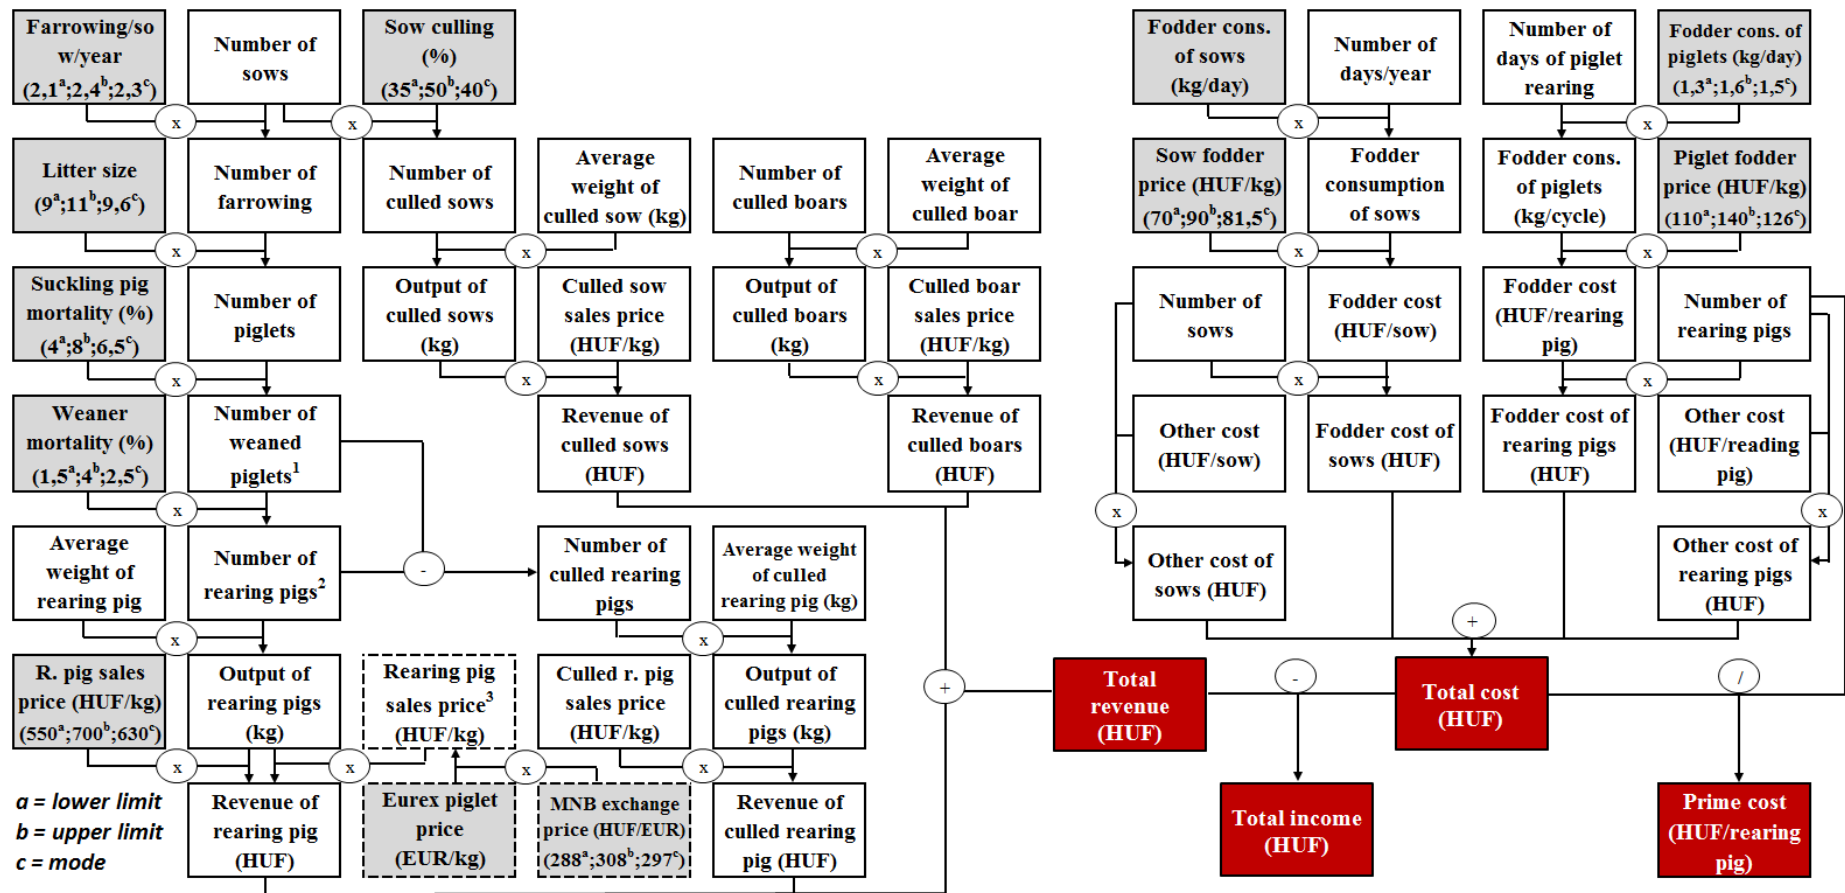 Farrowing/so
w/year
(2,1a;2,4b;2,3c)
Number of
sows
Sow culling
(%)
(35a;50b;40c)
Fodder cons.
of sows
(kg/day)
Number of
days/year
Number of
days of piglet
rearing
Fodder cons. of
piglets (kg/day)
(1,3a;1,6b;1,5c)
x
x
x
x
Litter size
(9a;11b;9,6c)
Number of
farrowing
Number of
culled sows
Average
weight of
culled sow (kg)
Number of
culled boars
Average
weight of
culled boar
Sow fodder
price (HUF/kg)
(70a;90b;81,5c)
Fodder
consumption
of sows
Fodder cons.
of piglets
(kg/cycle)
Piglet fodder
price (HUF/kg)
(110a;140b;126c)
x
x
x
x
x
Suckling pig
mortality (%)
(4a;8b;6,5c)
Number of
piglets
Output of
culled sows
(kg)
Culled sow
sales price
(HUF/kg)
Output of
culled boars
(kg)
Culled boar
sales price
(HUF/kg)
Number of
sows
Fodder cost
(HUF/sow)
Fodder cost
(HUF/rearing
pig)
Number of
rearing pigs
x
x
x
x
x
Weaner
mortality (%)
(1,5a;4b;2,5c)
Number of
weaned
piglets1
Revenue of
culled sows
(HUF)
Revenue of
culled boars
(HUF)
Other cost
(HUF/sow)
Fodder cost of
sows (HUF)
Fodder cost of
rearing pigs
(HUF)
Other cost
(HUF/reading
pig)
x
x
x
Average
weight of
rearing pig
Number of
rearing pigs2
-
Number of
culled rearing
pigs
Average weight
of culled
rearing pig (kg)
Other cost of
sows (HUF)
Other cost of
rearing pigs
(HUF)
x
x
+
R. pig sales
price (HUF/kg)
(550a;700b;630c)
Output of
rearing pigs
(kg)
Rearing pig
sales price3
(HUF/kg)
Culled r. pig
sales price
(HUF/kg)
Output of
culled rearing
pigs (kg)
+
Total
revenue
(HUF)
-
Total cost
(HUF)
/
x
x
x
x
a = lower limit
b = upper limit
c = mode
Revenue of
rearing pig
(HUF)
Eurex piglet
price
(EUR/kg)
MNB exchange
price (HUF/EUR)
(288a;308b;297c)
Revenue of
culled rearing
pig (HUF)
Total income
(HUF)
Prime cost
(HUF/rearing
pig)